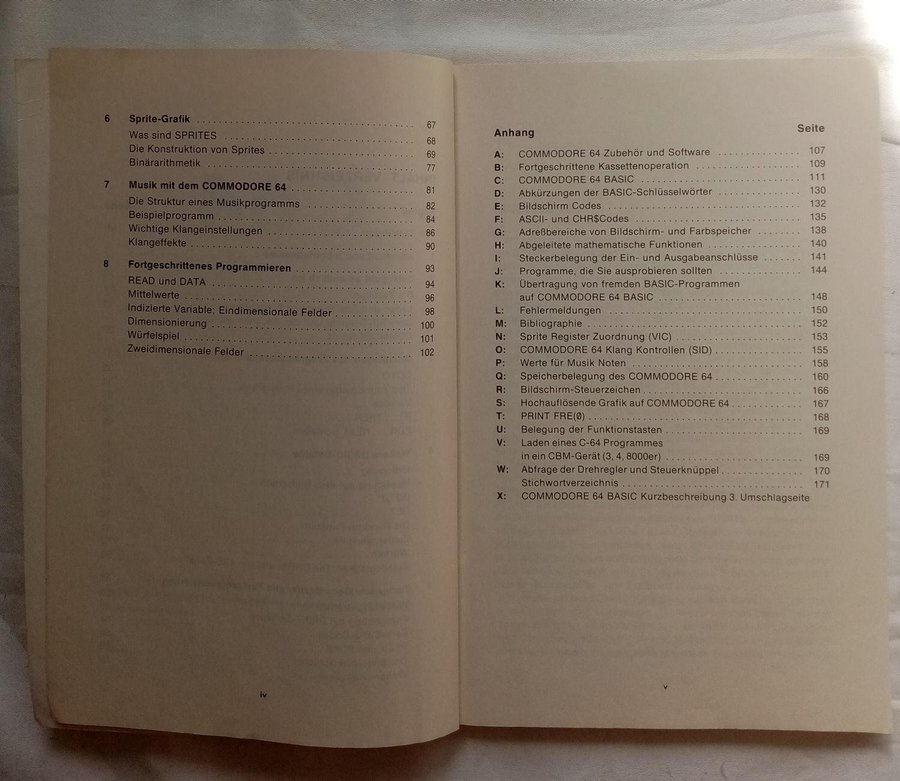 6 Sprite-Grafik 67
Was sind SPRITES 68
Die Konstruktion von Sprites 69
Binärarithmetik 77
7 Musik mit dem COMMODORE 64 81
Die Struktur eines Musikprogramms 82
Beispielprogramm 84
Wichtige Klangeinstellungen 86
Klangeffekte 90
8 Fortgeschrittenes Programmieren 93
READ und DATA 94
Mittelwerte 96
Indizierte Variable; Eindimensionale Felder 98
Dimensionierung 100
Würfelspiel 101
Zweidimensionale Felder 102
iv
Anhang Seite
A: COMMODORE 64 Zubehör und Software 107
B: Fortgeschrittene Kassettenoperation 109
C: COMMODORE 64 BASIC 111
D: Abkürzungen der BASIC-Schlüsselwörter 130
E: Bildschirm Codes 132
F: ASCII- und CHR$Codes 135
G: Adreßbereiche von Bildschirm- und Farbspeicher 138
H: Abgeleitete mathematische Funktionen 140
I: Steckerbelegung der Ein- und Ausgabeanschlüsse 141
J: Programme, die Sie ausprobieren sollten 144
K: Übertragung von fremden BASIC-Programmen
auf COMMODORE 64 BASIC 148
L: Fehlermeldungen 150
M: Bibliographie 152
N: Sprite Register Zuordnung (VIC) 153
O: COMMODORE 64 Klang Kontrollen (SID) 155
P: Werte für Musik Noten 158
Q: Speicherbelegung des COMMODORE 64 160
R: Bildschirm-Steuerzeichen 166
S: Hochauflösende Grafik auf COMMODORE 64 167
T: PRINT FRE(0) 168
U: Belegung der Funktionstasten 169
V: Laden eines C-64 Programmes
in ein CBM-Gerät (3, 4, 8000er) 169
W: Abfrage der Drehregler und Steuerknüppel 170
Stichwortverzeichnis 171
X: COMMODORE 64 BASIC Kurzbeschreibung 3. Umschlagseite
v